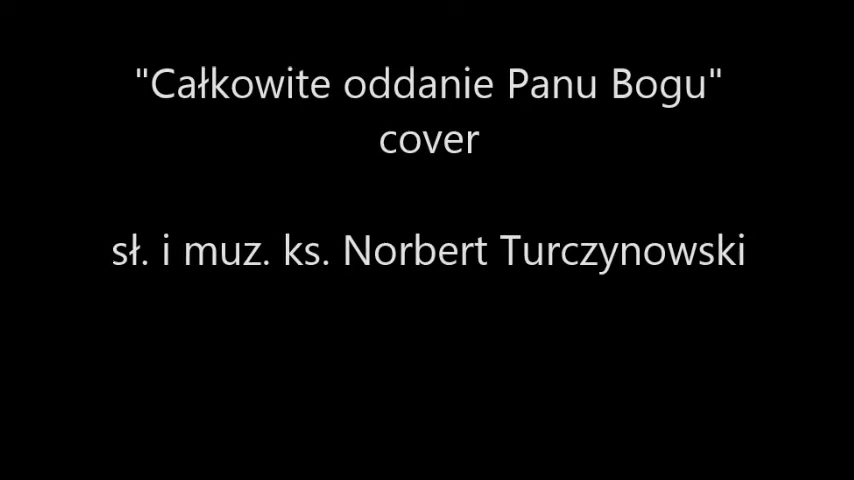 "Całkowite oddanie Panu Bogu"
cover
sł. i muz. ks. Norbert Turczynowski